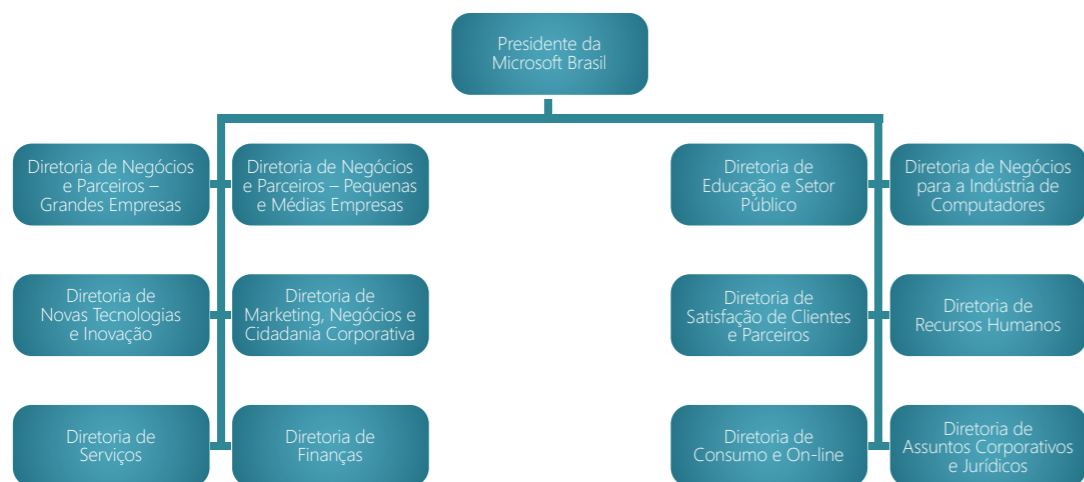 Presidente da
Microsoft Brasil
Diretoria de Negócios
e Parceiros –
Grandes Empresas
Diretoria de Negócios
e Parceiros – Pequenas
e Médias Empresas
Diretoria de
Educação e Setor
Público
Diretoria de Negócios
para a Indústria de
Computadores
Diretoria de
Novas Tecnologias
e Inovação
Diretoria de
Marketing, Negócios e
Cidadania Corporativa
Diretoria de
Satisfação de Clientes
e Parceiros
Diretoria de
Recursos Humanos
Diretoria de
Serviços
Diretoria de
Finanças
Diretoria de
Consumo e On-line
Diretoria de
Assuntos Corporativos
e Jurídicos